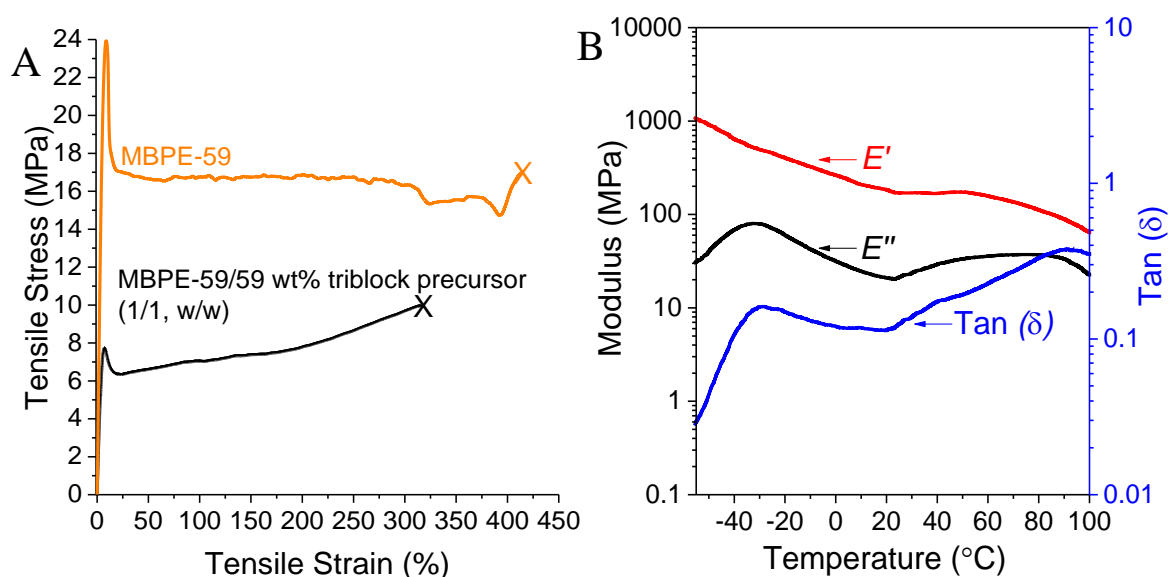 A
Tensile Stress (MPa)
24
22
20
18
16
14
12
10
8
6
4
2
0
MBPE-59
X
MBPE-59/59 wt% triblock precursor
(1/1, w/w)
X
0 50 100 150 200 250 300 350 400 450
Tensile Strain (%)
B
Modulus (MPa)
10000
1000
100
10
1
0.1
E'
E"
Tan (δ)
-40 -20 0 20 40 60 80 100
Temperature (°C)
10
1
0.1
0.01
Tan (δ)